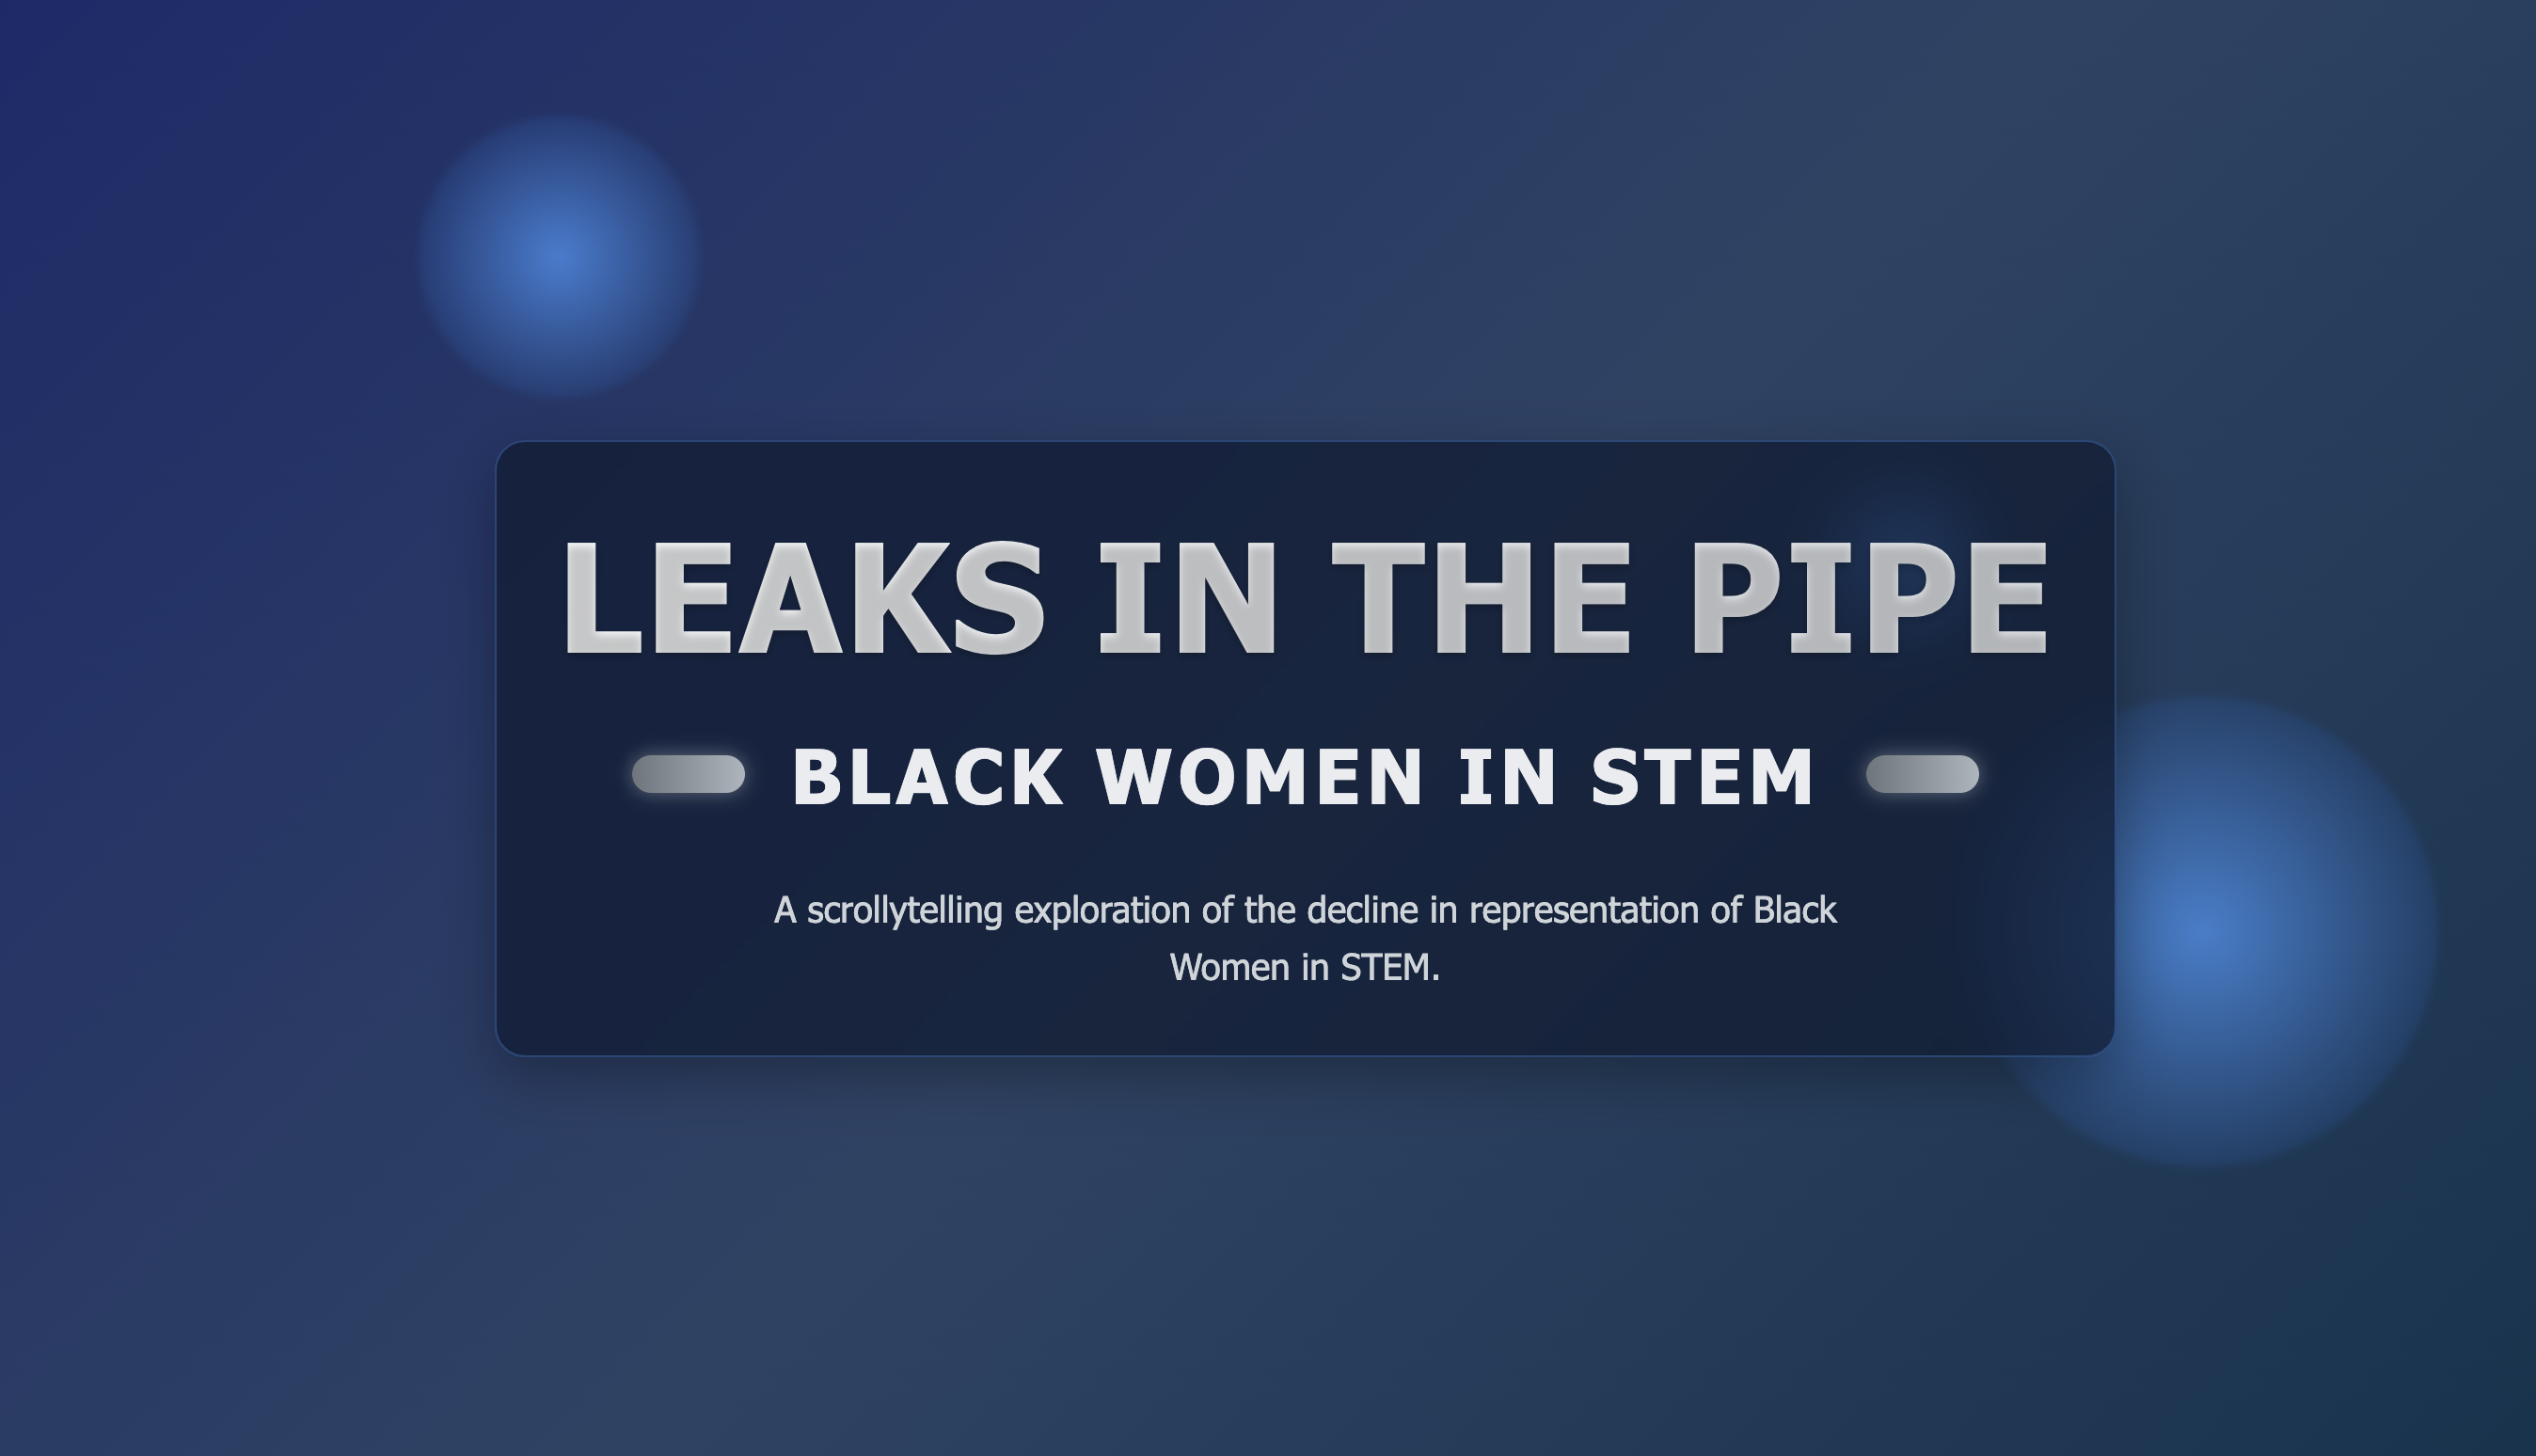 LEAKS IN THE PIPE
BLACK WOMEN IN STEM
A scrollytelling exploration of the decline in representation of Black
Women in STEM.